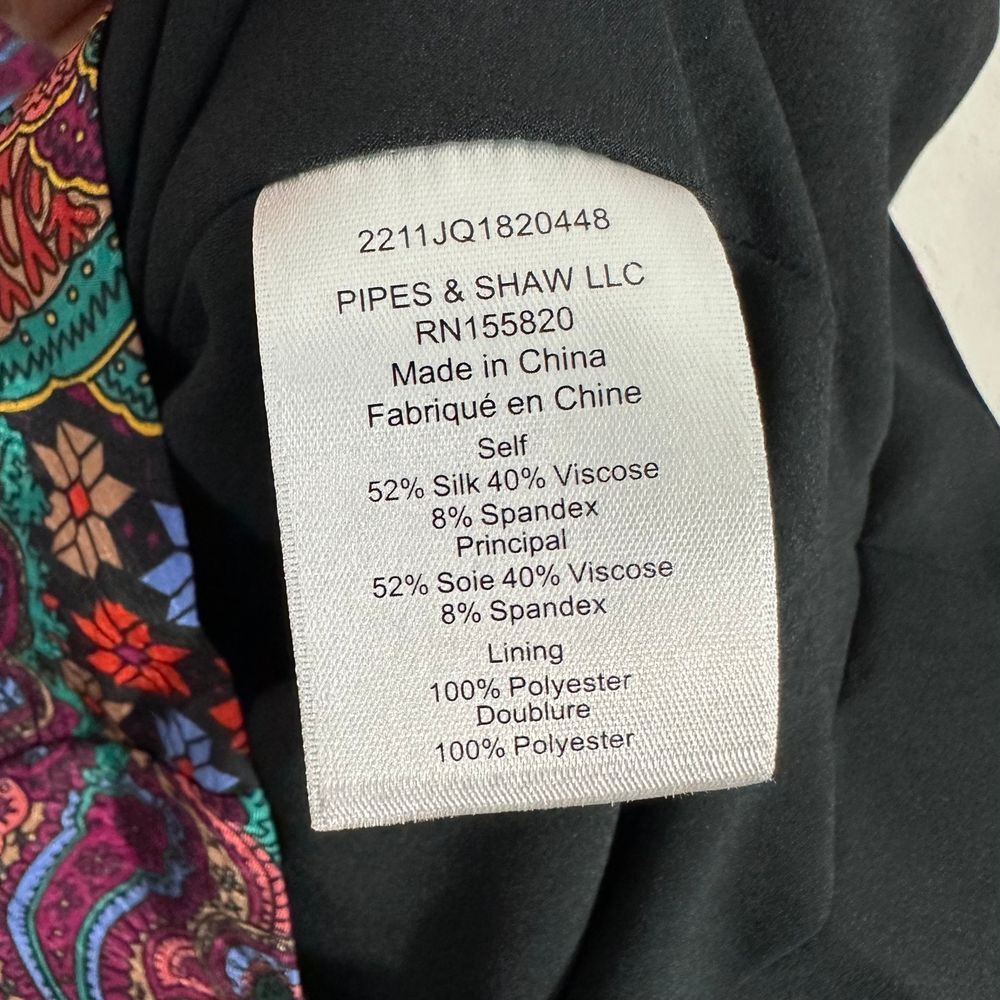 2211JQ1820448
PIPES & SHAW LLC
RN155820
Made in China
Fabriqué en Chine
Self
52% Silk 40% Viscose
8% Spandex
Principal
52% Soie 40% Viscose
8% Spandex
Lining
100% Polyester
Doublure
100% Polyester